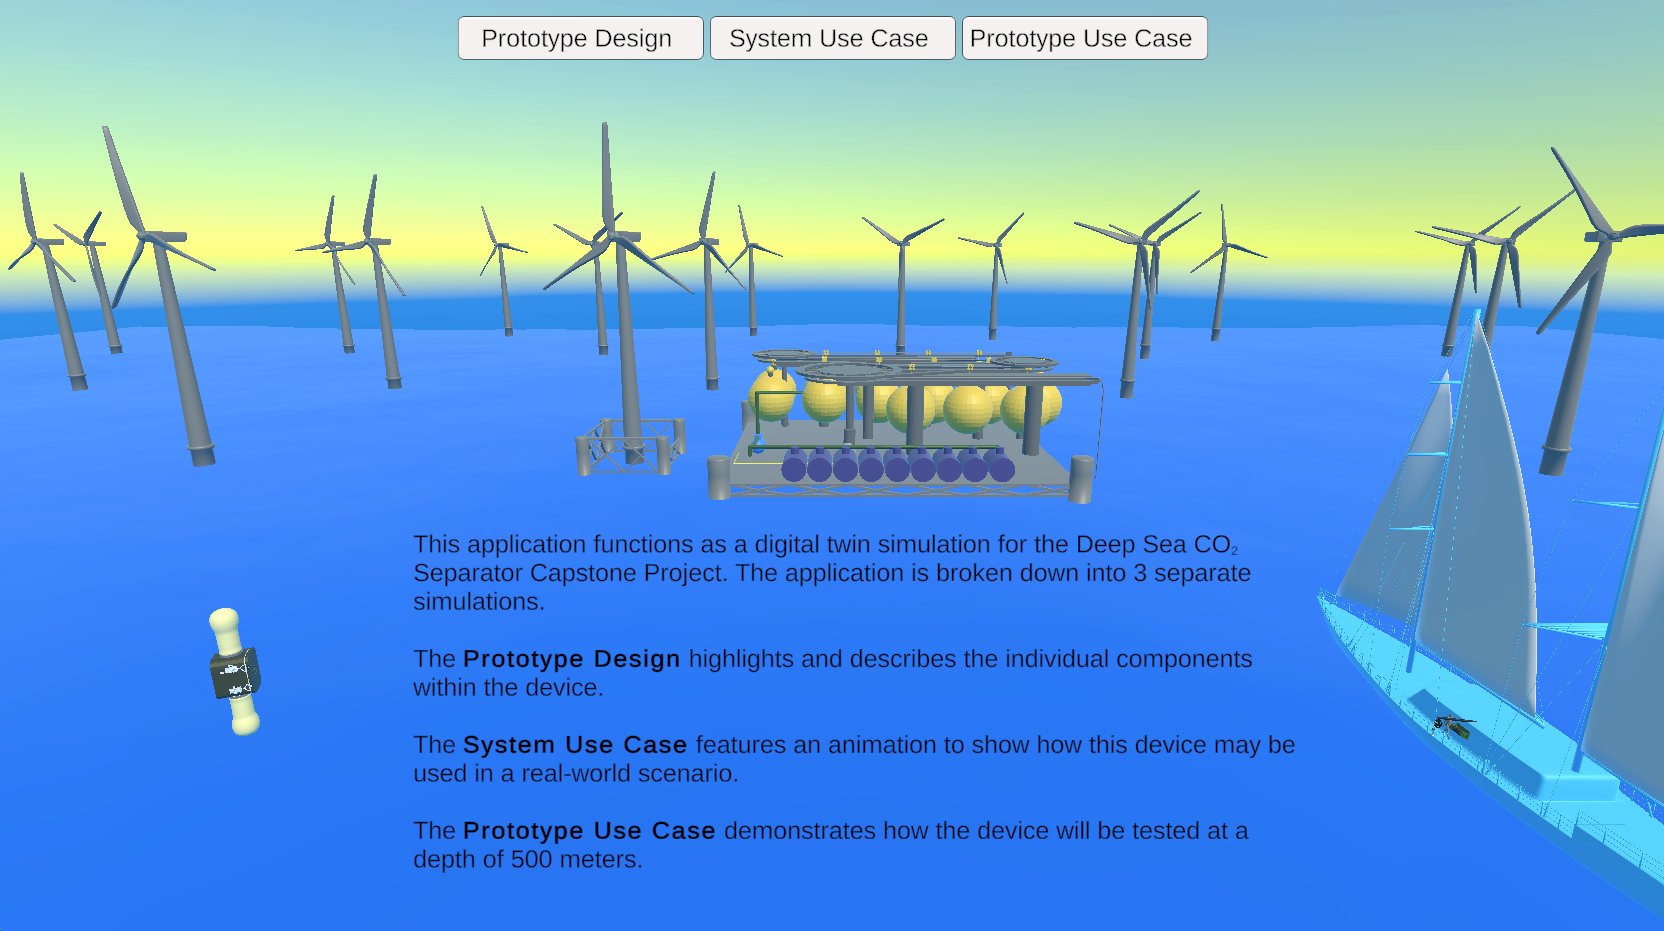 Prototype Design
System Use Case
Prototype Use Case
This application functions as a digital twin simulation for the Deep Sea CO₂
Separator Capstone Project. The application is broken down into 3 separate
simulations.
The Prototype Design highlights and describes the individual components
within the device.
The System Use Case features an animation to show how this device may be
used in a real-world scenario.
The Prototype Use Case demonstrates how the device will be tested at a
depth of 500 meters.